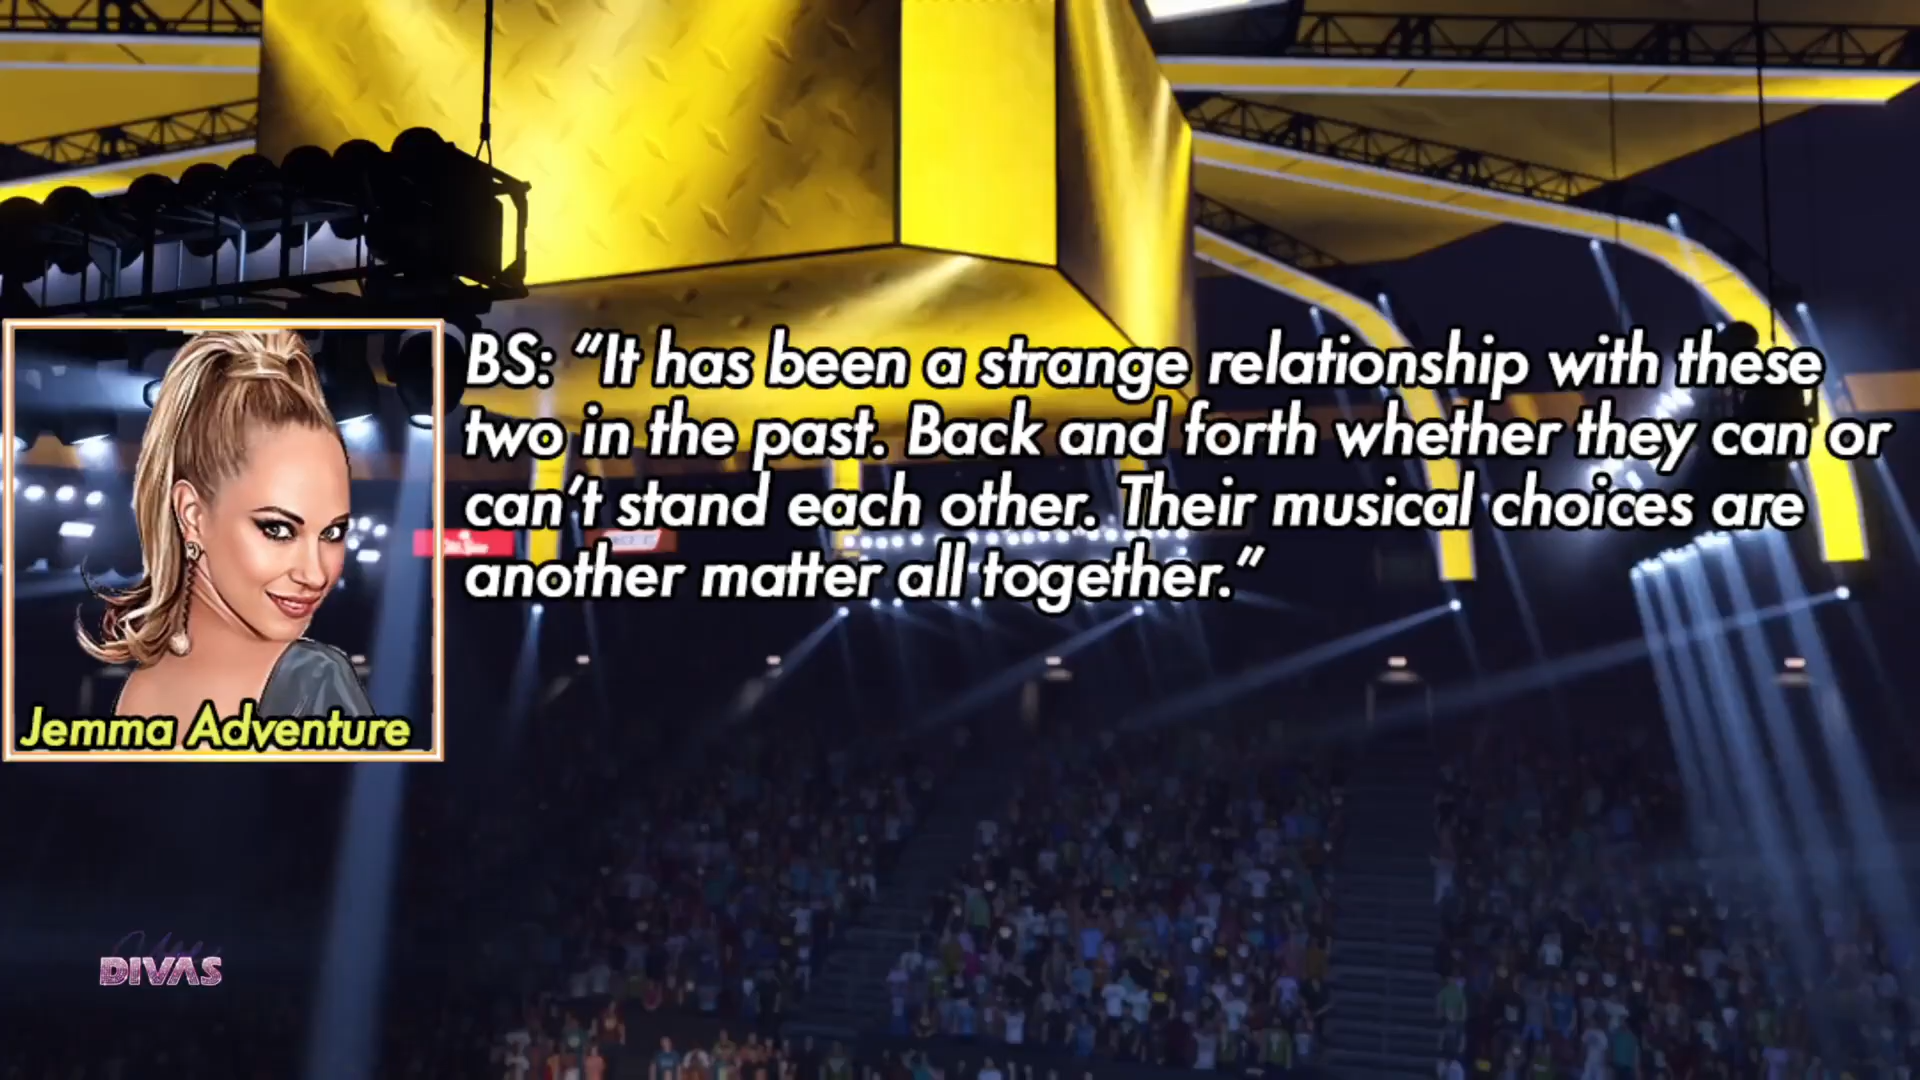 BS: “It has been a strange relationship with these
two in the past. Back and forth whether they can or
can’t stand each other. Their musical choices are
another matter all together.”
Jemma Adventure
DIVAS